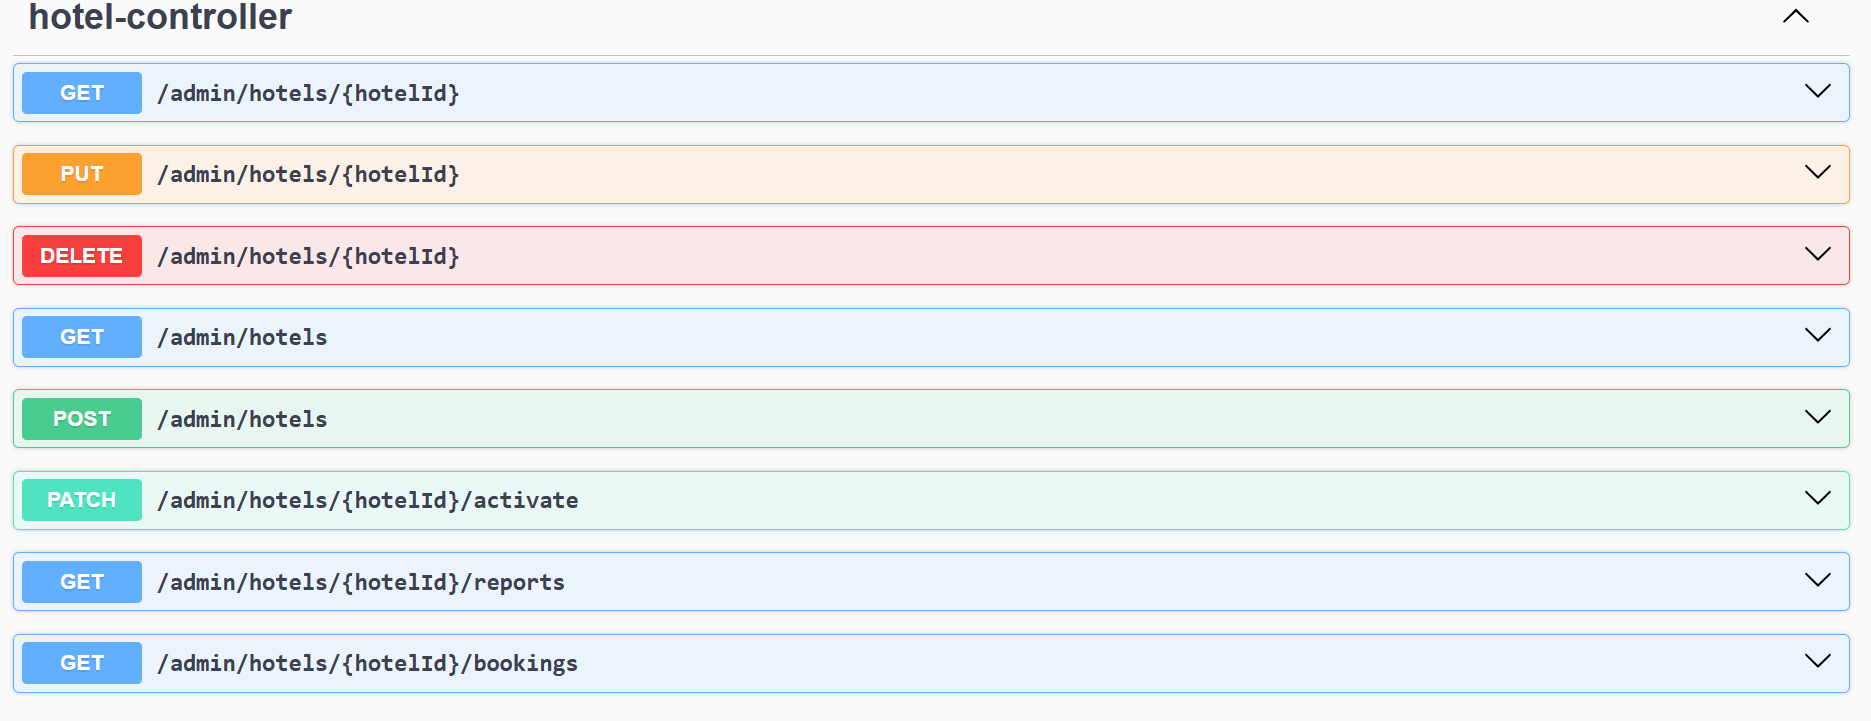 hotel-controller
GET /admin/hotels/{hotelId}
PUT /admin/hotels/{hotelId}
DELETE /admin/hotels/{hotelId}
GET /admin/hotels
POST /admin/hotels
PATCH /admin/hotels/{hotelId}/activate
GET /admin/hotels/{hotelId}/reports
GET /admin/hotels/{hotelId}/bookings